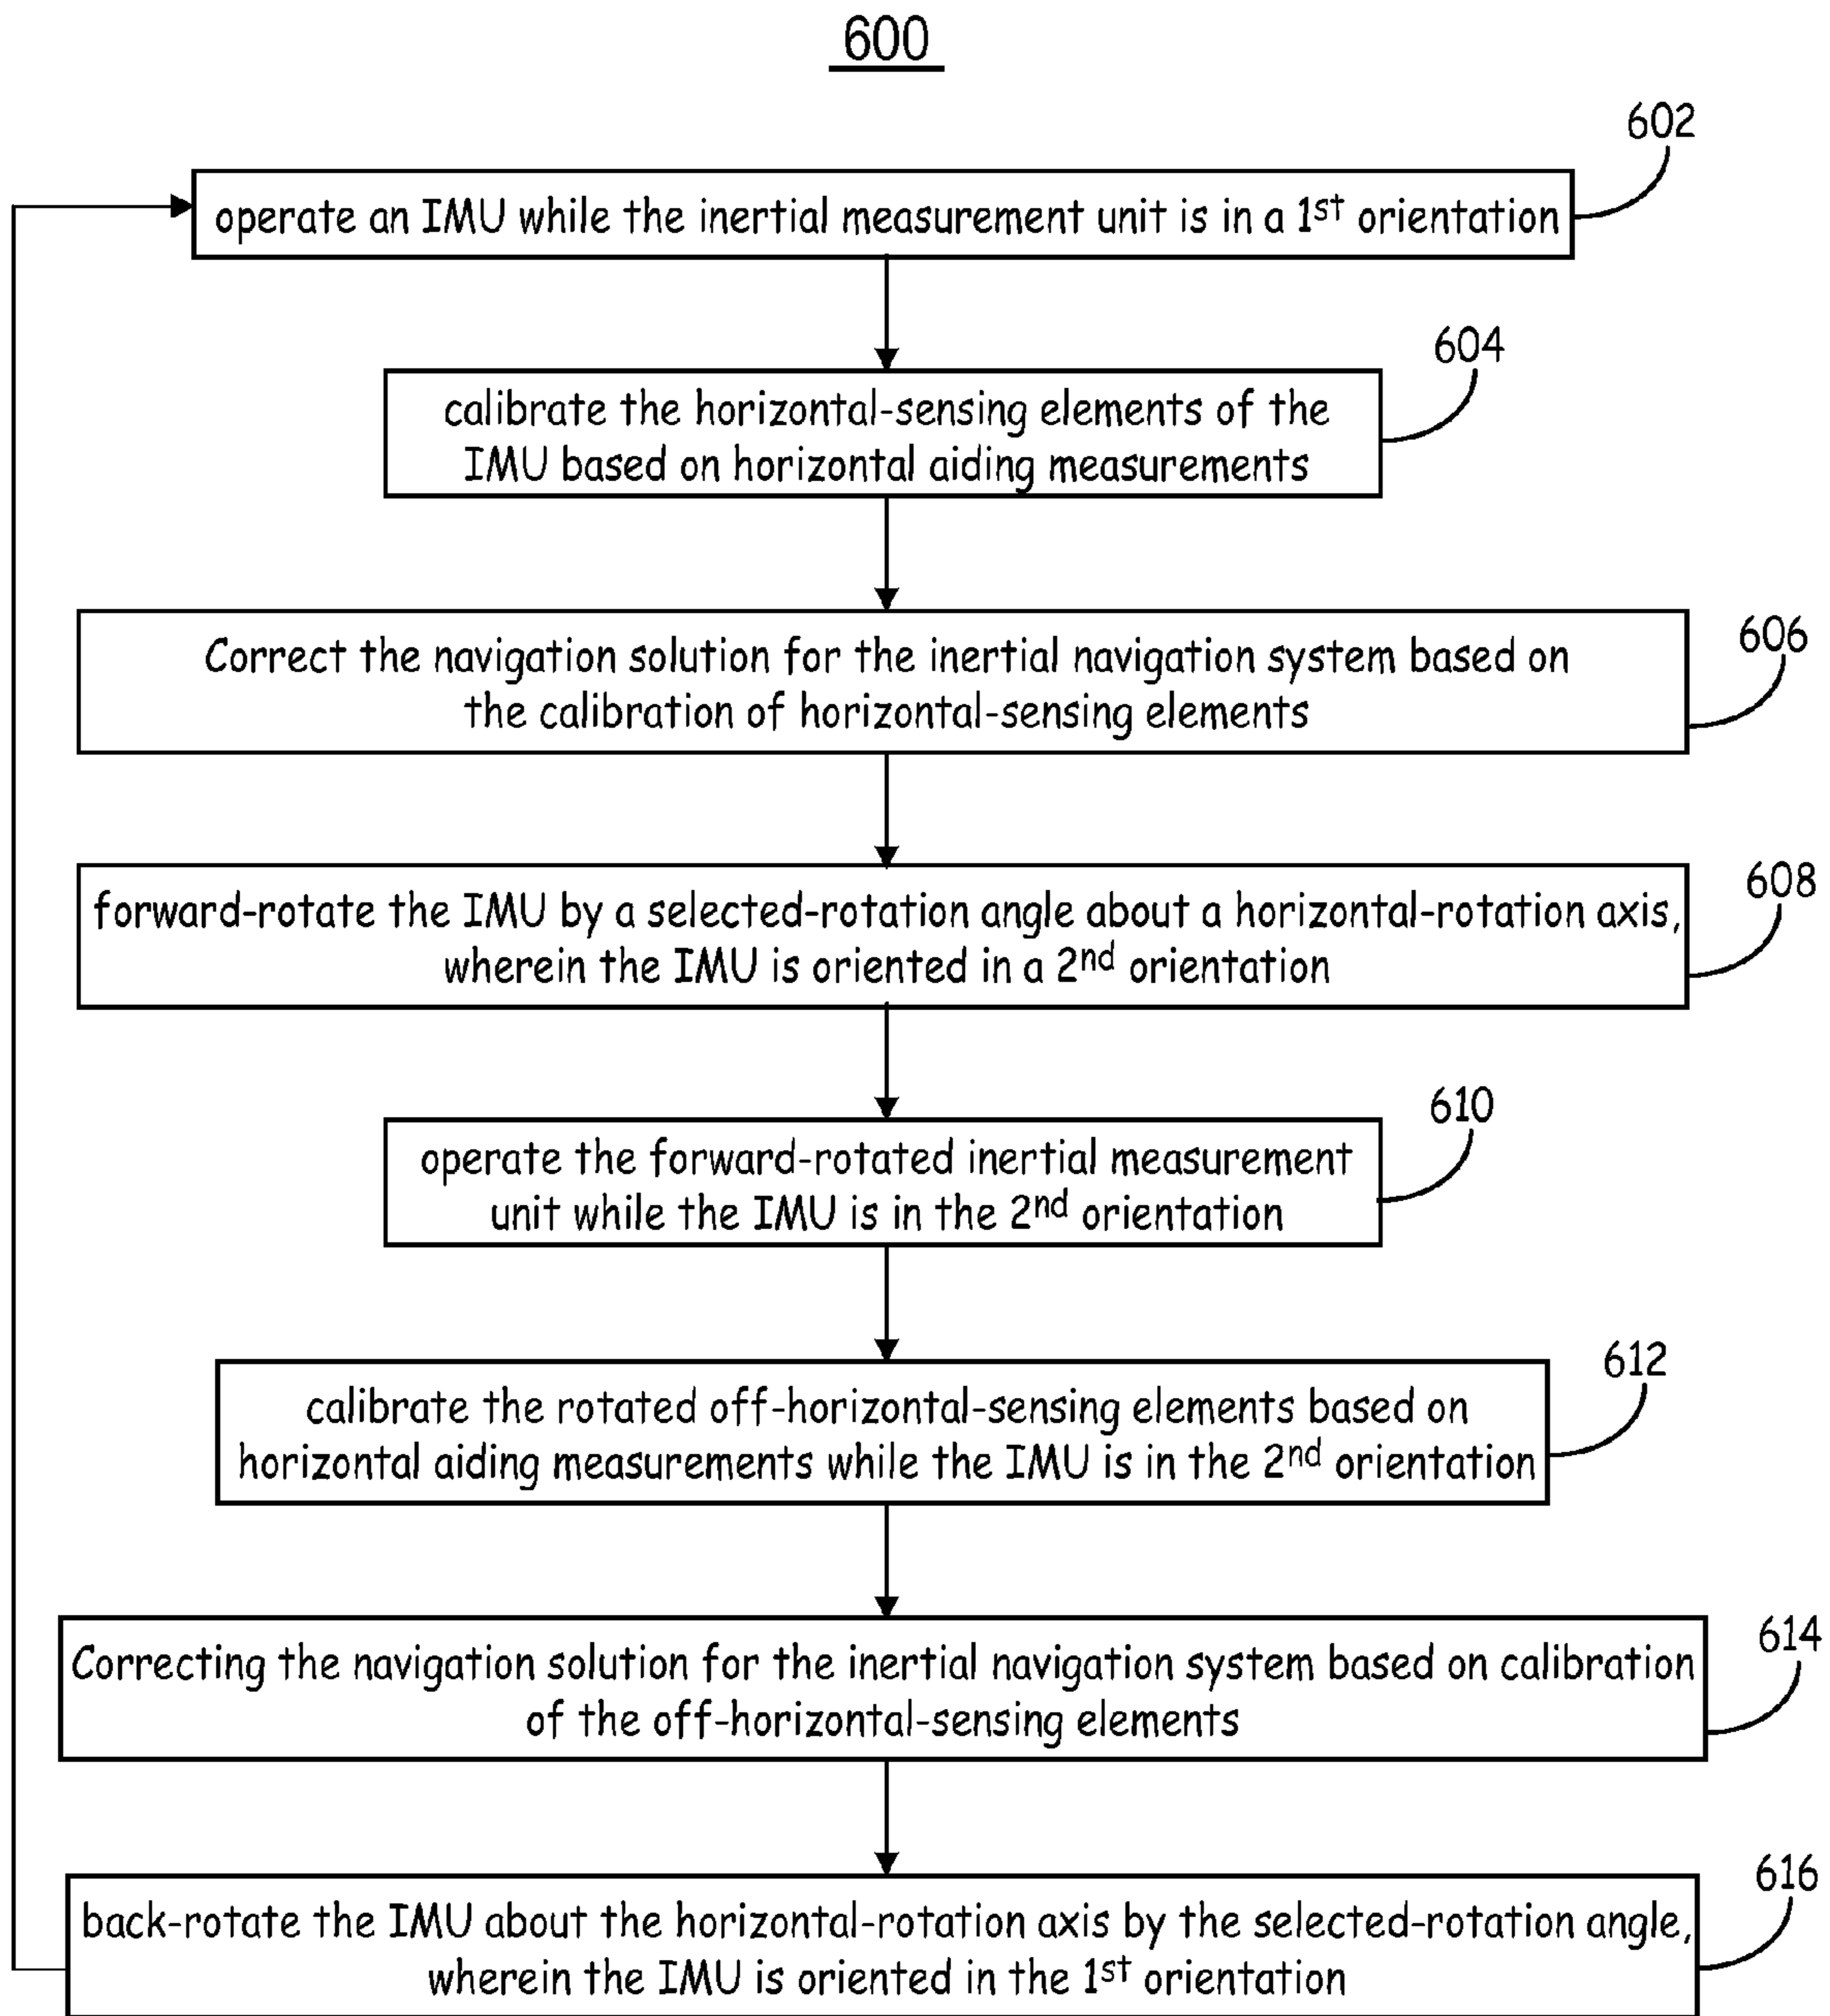 600
602
operate an IMU while the inertial measurement unit is in a 1st orientation
604
calibrate the horizontal-sensing elements of the
IMU based on horizontal aiding measurements
606
Correct the navigation solution for the inertial navigation system based on
the calibration of horizontal-sensing elements
608
forward-rotate the IMU by a selected-rotation angle about a horizontal-rotation axis,
wherein the IMU is oriented in a 2nd orientation
610
operate the forward-rotated inertial measurement
unit while the IMU is in the 2nd orientation
612
calibrate the rotated off-horizontal-sensing elements based on
horizontal aiding measurements while the IMU is in the 2nd orientation
614
Correcting the navigation solution for the inertial navigation system based on calibration
of the off-horizontal-sensing elements
616
back-rotate the IMU about the horizontal-rotation axis by the selected-rotation angle,
wherein the IMU is oriented in the 1st orientation